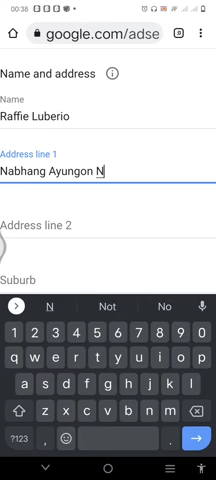 00:38
google.com/adse
Name and address
Name
Raffie Luberio
Address line 1
Nabhang Ayungon N
Address line 2
Suburb
N Not No
1 2 3 4 5 6 7 8 9 0
q w e r t y u i o p
a s d f g h j k l
z x c v b n m
?123 , .